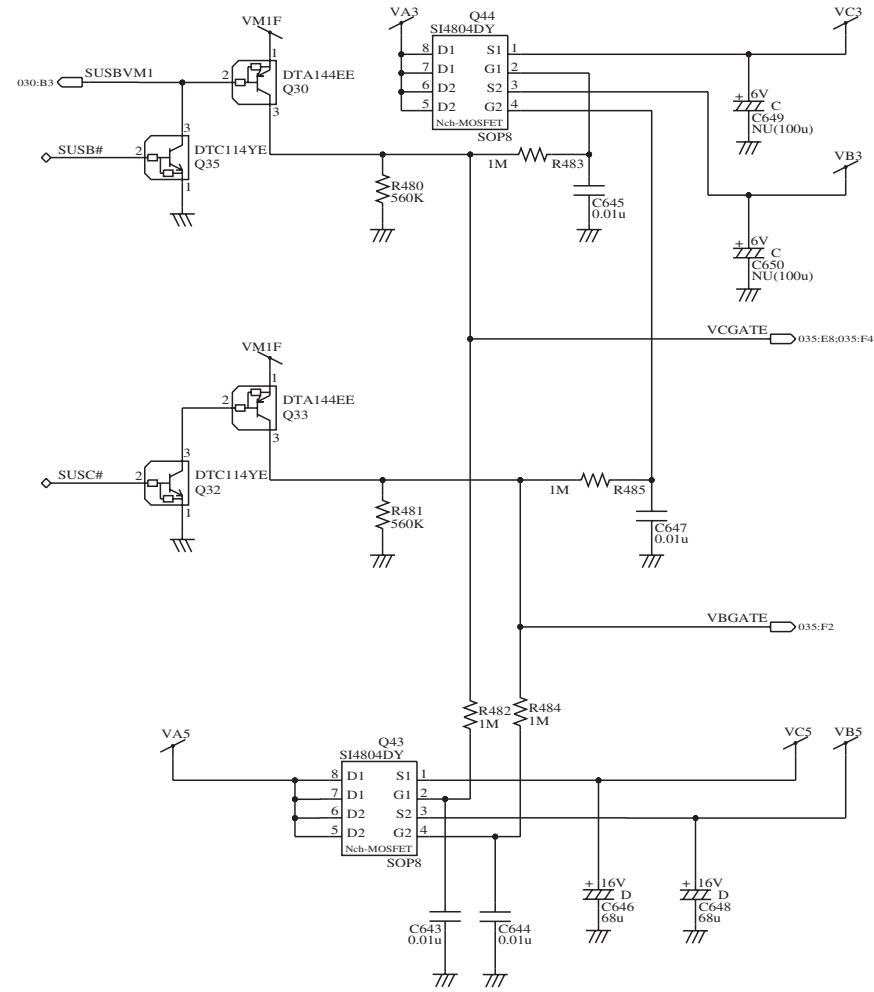 VM1F
1
2
DTA144EE
Q30
3
030:B3
SUSBVM1
3
DTC114YE
Q35
SUSB#
2
1
VA3
Q44
SI4804DY
8 D1 S1 1
7 D1 G1 2
6 D2 S2 3
5 D2 G2 4
Nch-MOSFET
SOP8
VC3
+ 6V
C
C649
NU(100u)
VB3
+ 6V
C
C650
NU(100u)
R480
560K
1M R483
C645
0.01u
VCGATE
035:E8;035:F4
VM1F
1
2
DTA144EE
Q33
3
3
DTC114YE
Q32
SUSC#
2
1
R481
560K
1M R485
C647
0.01u
VBGATE
035:F2
R482
1M
R484
1M
VA5
Q43
SI4804DY
8 D1 S1 1
7 D1 G1 2
6 D2 S2 3
5 D2 G2 4
Nch-MOSFET
SOP8
VC5
VB5
C643
0.01u
C644
0.01u
+ 16V
D
C646
68u
+ 16V
D
C648
68u